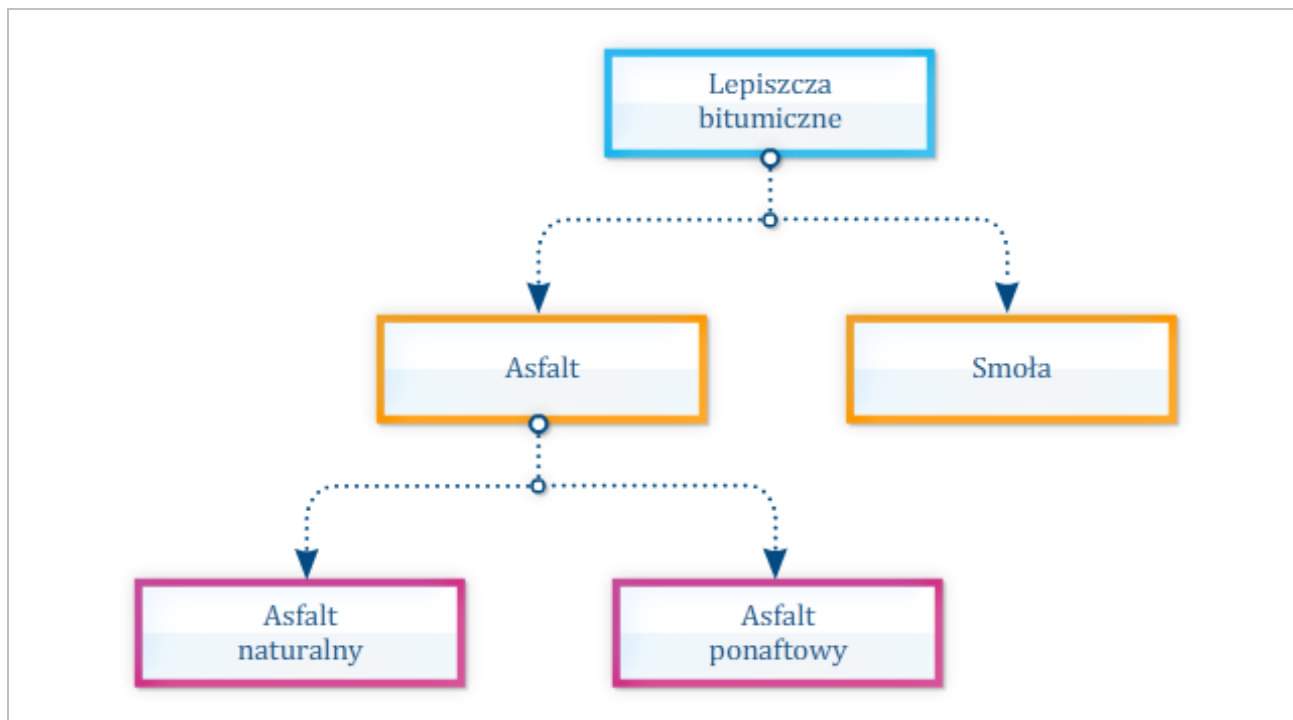 Lepiszcza
bitumiczne
Asfalt
Smoła
Asfalt
naturalny
Asfalt
ponaftowy